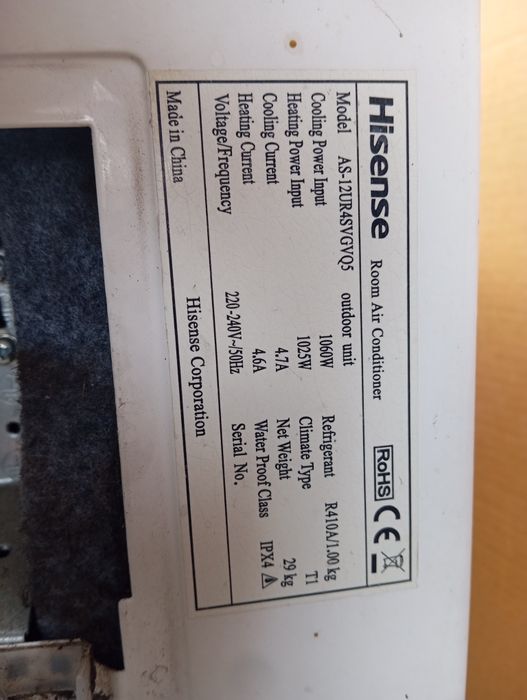 Hisense Room Air Conditioner RoHS CE
Model AS-12UR4SVGVQ5 outdoor unit
Cooling Power Input 1060W Refrigerant R410A/1.00 kg
Heating Power Input 1025W Climate Type T1
Cooling Current 4.7A Net Weight 29 kg
Heating Current 4.6A Water Proof Class IPX4
Voltage/Frequency 220-240V~/50Hz Serial No.
Hisense Corporation
Made in China